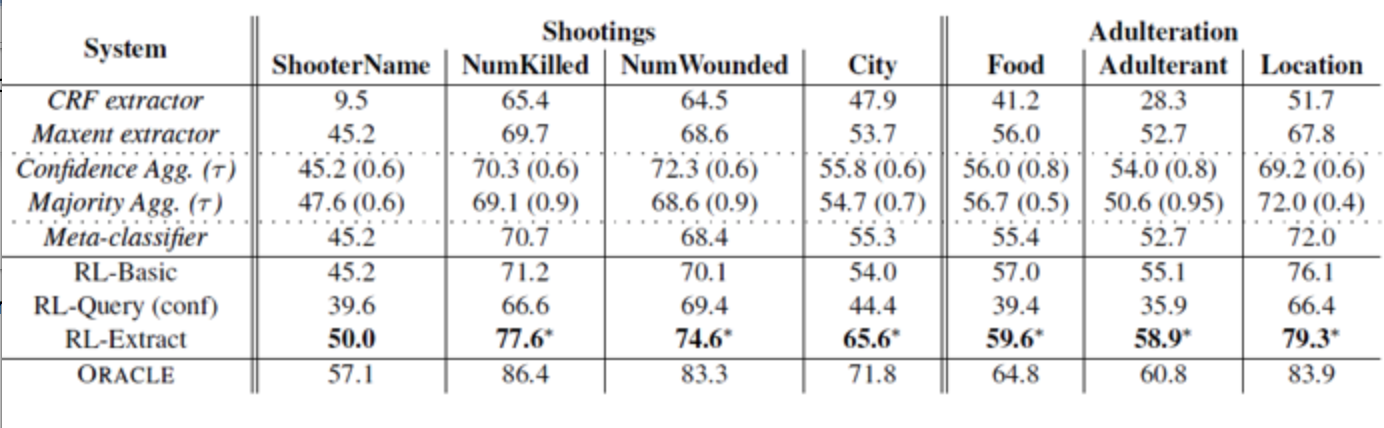 System Shootings Adulteration
ShooterName NumKilled NumWounded City Food Adulterant Location
CRF extractor 9.5 65.4 64.5 47.9 41.2 28.3 51.7
Maxent extractor 45.2 69.7 68.6 53.7 56.0 52.7 67.8
Confidence Agg. (τ) 45.2 (0.6) 70.3 (0.6) 72.3 (0.6) 55.8 (0.6) 56.0 (0.8) 54.0 (0.8) 69.2 (0.6)
Majority Agg. (τ) 47.6 (0.6) 69.1 (0.9) 68.6 (0.9) 54.7 (0.7) 56.7 (0.5) 50.6 (0.95) 72.0 (0.4)
Meta-classifier 45.2 70.7 68.4 55.3 55.4 52.7 72.0
RL-Basic 45.2 71.2 70.1 54.0 57.0 55.1 76.1
RL-Query (conf) 39.6 66.6 69.4 44.4 39.4 35.9 66.4
RL-Extract 50.0 77.6* 74.6* 65.6* 59.6* 58.9* 79.3*
ORACLE 57.1 86.4 83.3 71.8 64.8 60.8 83.9